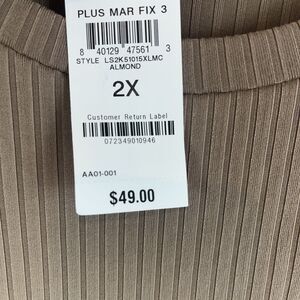 PLUS MAR FIX 3
8 40129 47561 3
STYLE LS2K51015XLMC
ALMOND
2X
Customer Return Label
072349010946
AA01-001
$49.00